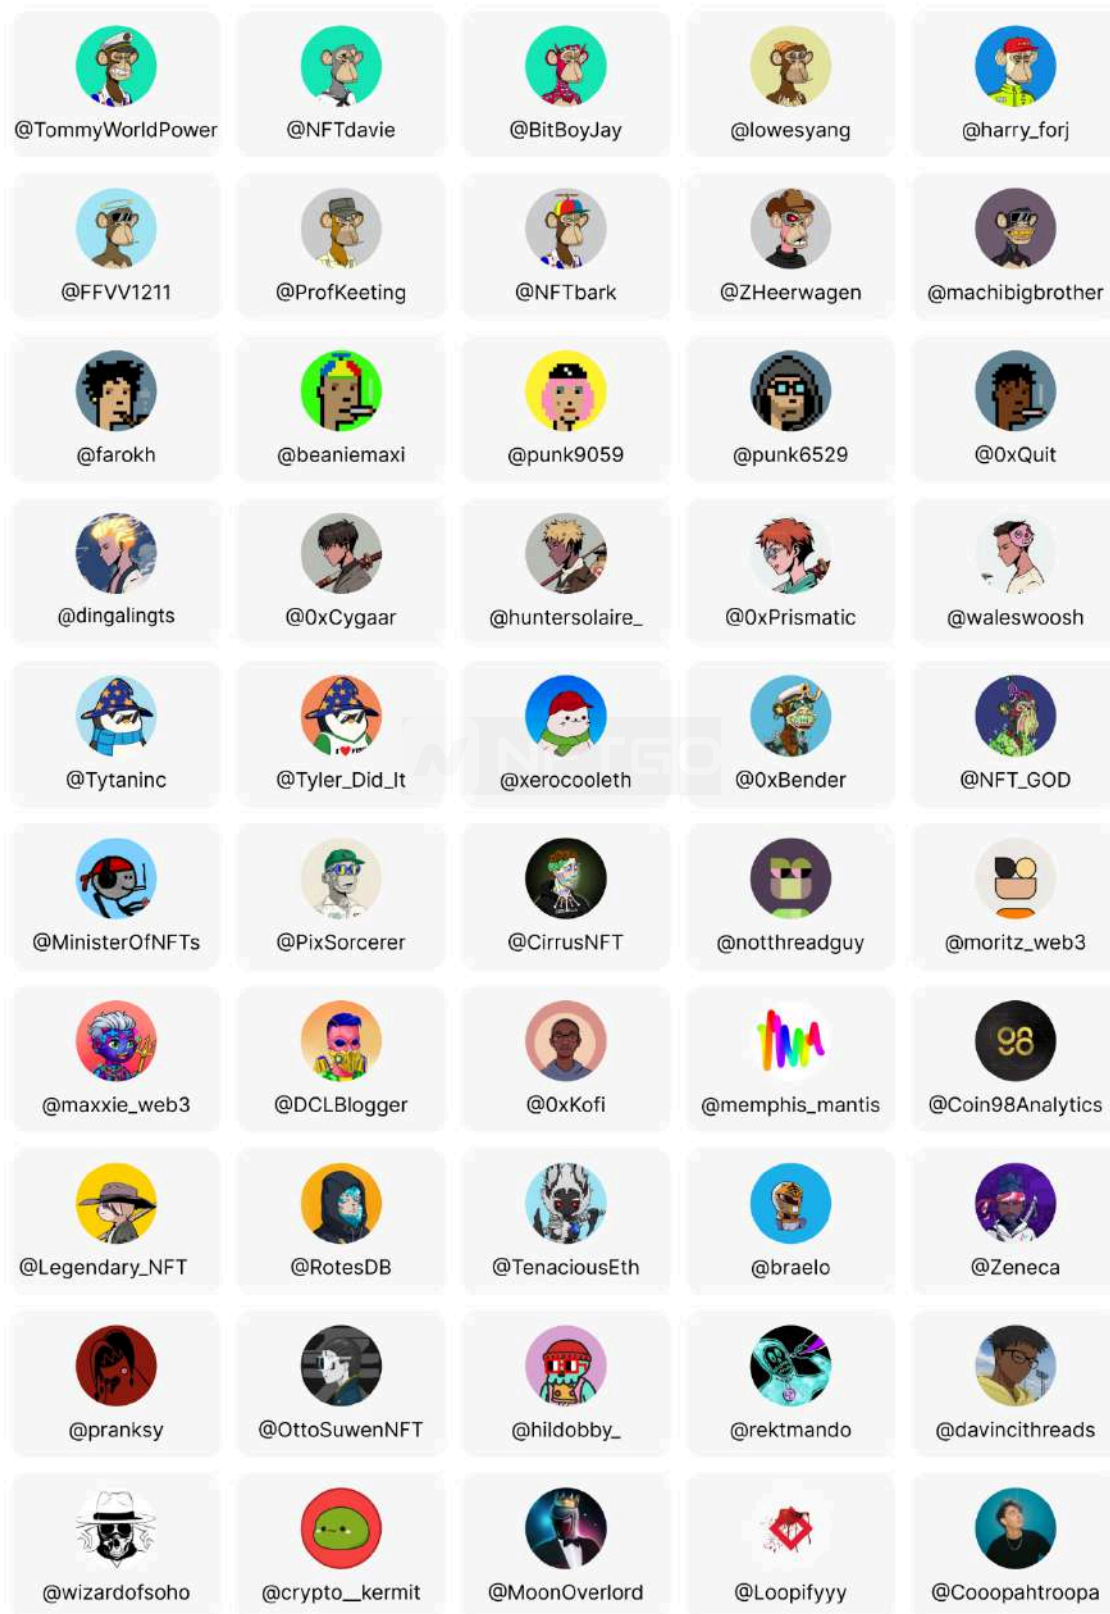 @TommyWorldPower @NFTdavie @BitBoyJay @lowesyang @harry_forj
@FFVV1211 @ProfKeeting @NFTbark @ZHeerwagen @machibigbrother
@farokh @beaniemaxi @punk9059 @punk6529 @0xQuit
@dingalingts @0xCygaar @huntersolaire_ @0xPrismatic @waleswoosh
NFTGO
@Tytaninc @Tyler_Did_It @xerocooleth @0xBender @NFT_GOD
@MinisterOfNFTs @PixSorcerer @CirrusNFT @notthreadguy @moritz_web3
98
@maxxie_web3 @DCLBlogger @0xKofi @memphis_mantis @Coin98Analytics
@Legendary_NFT @RotesDB @TenaciousEth @braelo @Zeneca
@pranksy @OttoSuwenNFT @hildobby_ @rektmando @davincithreads
@wizardofsoho @crypto__kermit @MoonOverlord @Loopifyyy @Cooopahtroopa